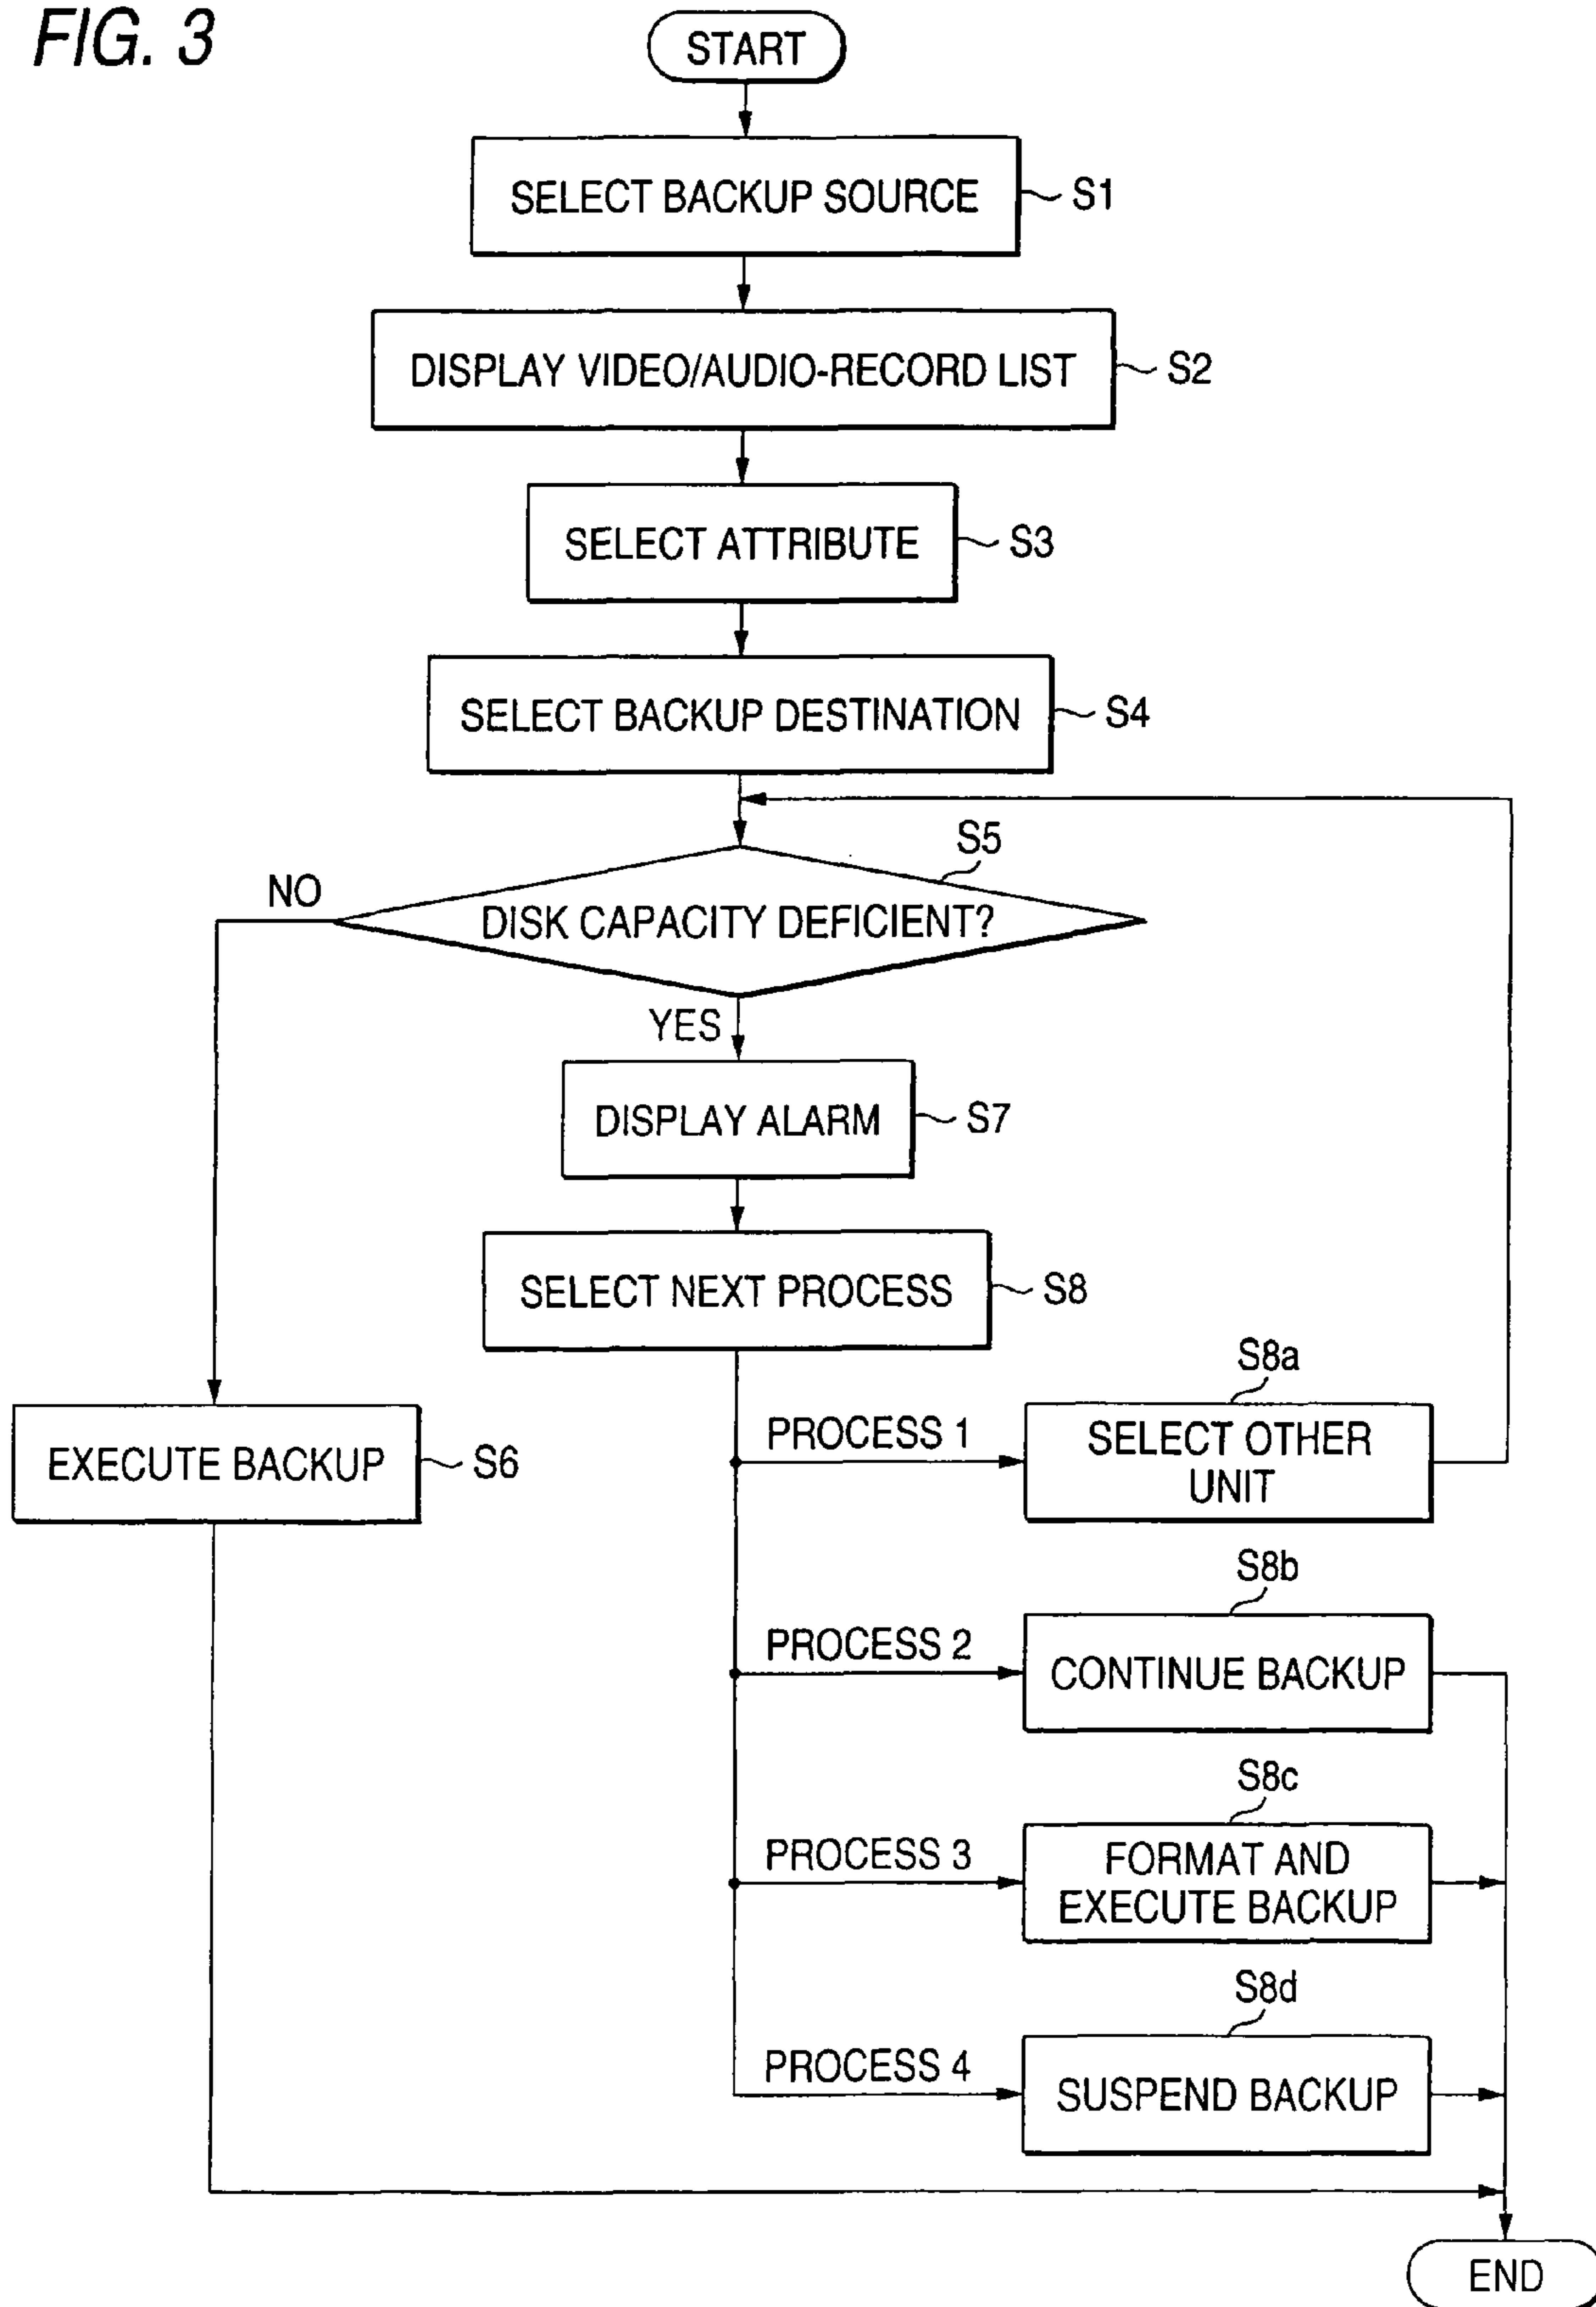 FIG. 3
START
SELECT BACKUP SOURCE
S1
DISPLAY VIDEO/AUDIO-RECORD LIST
S2
SELECT ATTRIBUTE
S3
SELECT BACKUP DESTINATION
S4
S5
NO
DISK CAPACITY DEFICIENT?
YES
DISPLAY ALARM
S7
SELECT NEXT PROCESS
S8
S8a
PROCESS 1
SELECT OTHER
UNIT
EXECUTE BACKUP
S6
S8b
PROCESS 2
CONTINUE BACKUP
S8c
PROCESS 3
FORMAT AND
EXECUTE BACKUP
S8d
PROCESS 4
SUSPEND BACKUP
END